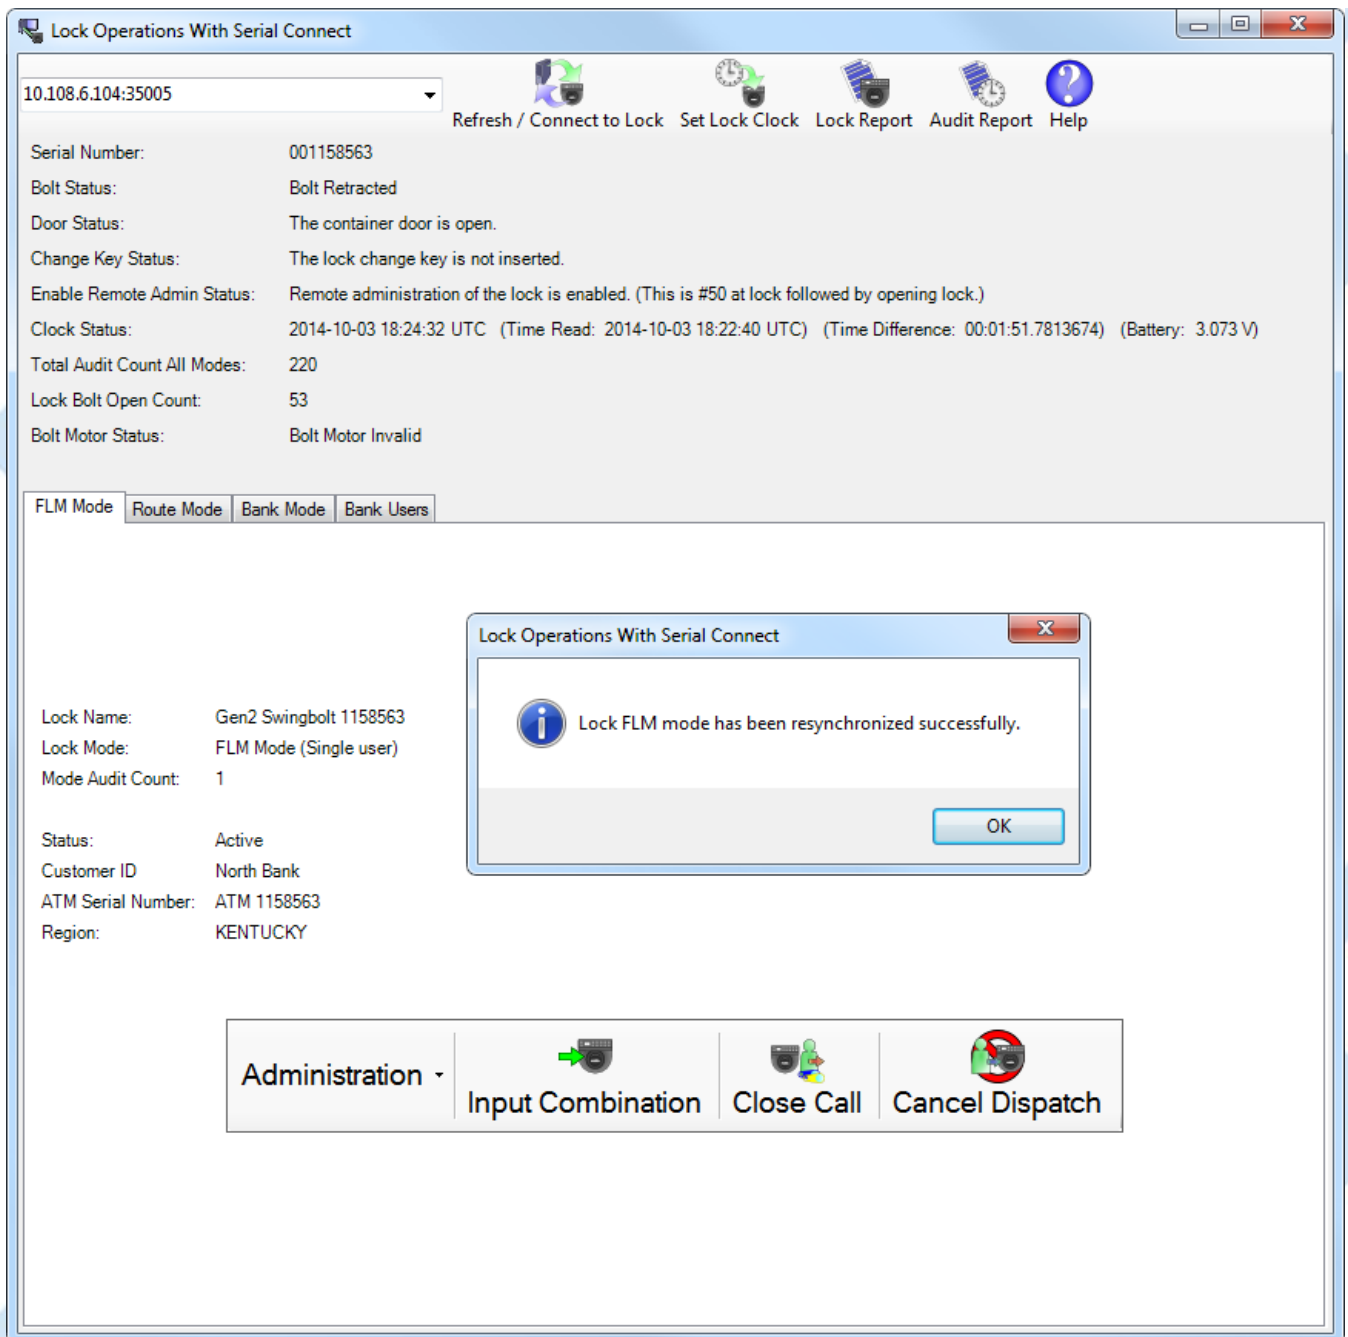 Lock Operations With Serial Connect
10.108.6.104:35005
Refresh / Connect to Lock Set Lock Clock Lock Report Audit Report Help
Serial Number: 001158563
Bolt Status: Bolt Retracted
Door Status: The container door is open.
Change Key Status: The lock change key is not inserted.
Enable Remote Admin Status: Remote administration of the lock is enabled. (This is #50 at lock followed by opening lock.)
Clock Status: 2014-10-03 18:24:32 UTC (Time Read: 2014-10-03 18:22:40 UTC) (Time Difference: 00:01:51.7813674) (Battery: 3.073 V)
Total Audit Count All Modes: 220
Lock Bolt Open Count: 53
Bolt Motor Status: Bolt Motor Invalid
FLM Mode Route Mode Bank Mode Bank Users
Lock Operations With Serial Connect
Lock FLM mode has been resynchronized successfully.
OK
Lock Name: Gen2 Swingbolt 1158563
Lock Mode: FLM Mode (Single user)
Mode Audit Count: 1
Status: Active
Customer ID North Bank
ATM Serial Number: ATM 1158563
Region: KENTUCKY
Administration Input Combination Close Call Cancel Dispatch